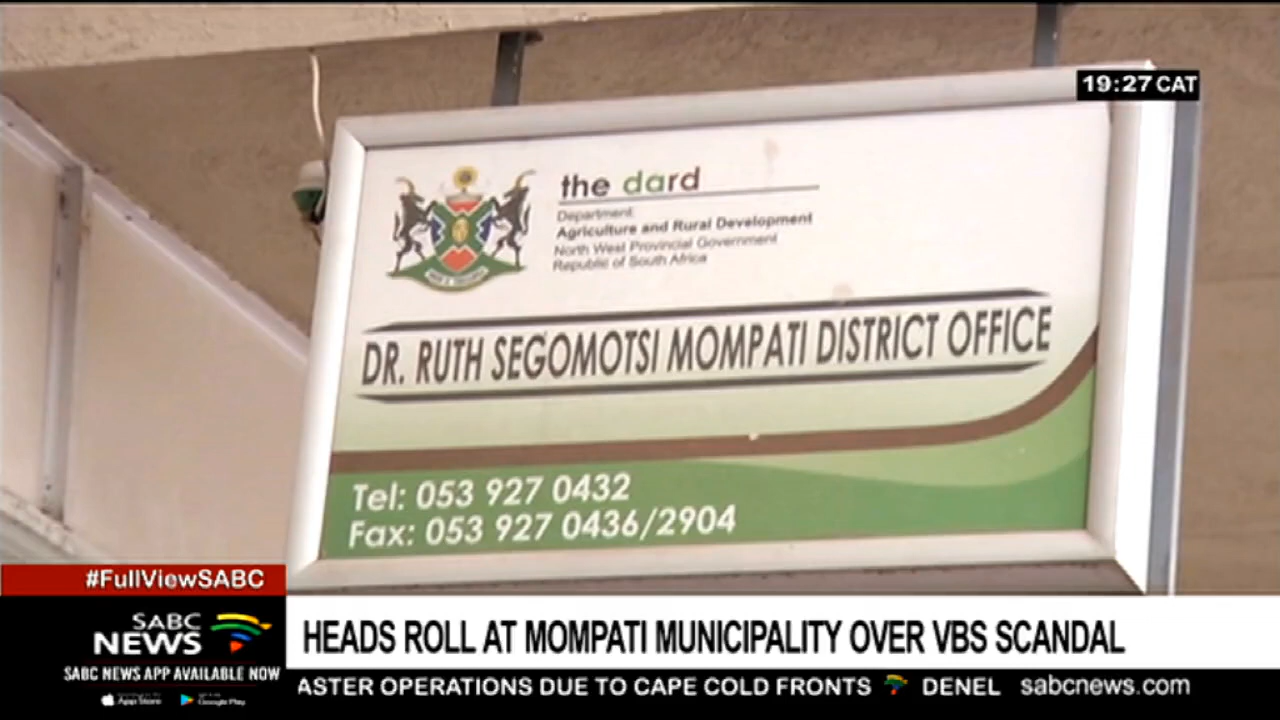 19:27 CAT
the dard
Department:
Agriculture and Rural Development
North West Provincial Government
Republic of South Africa
DR. RUTH SEGOMOTSI MOMPATI DISTRICT OFFICE
Tel: 053 927 0432
Fax: 053 927 0436/2904
#FullViewSABC
SABC
NEWS
SABC NEWS APP AVAILABLE NOW
App Store
Google Play
HEADS ROLL AT MOMPATI MUNICIPALITY OVER VBS SCANDAL
ASTER OPERATIONS DUE TO CAPE COLD FRONTS DENEL sabcnews.com